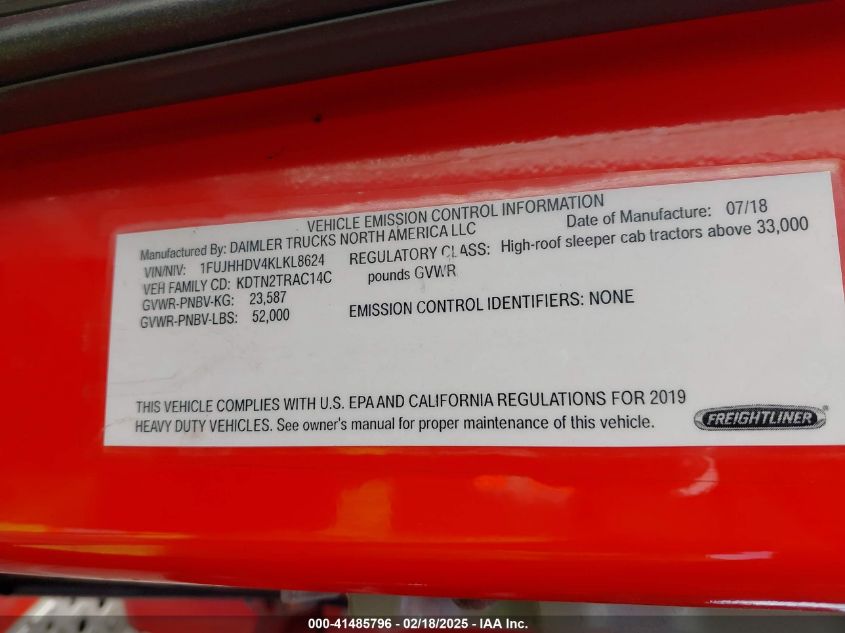 VEHICLE EMISSION CONTROL INFORMATION
Manufactured By: DAIMLER TRUCKS NORTH AMERICA LLC
Date of Manufacture: 07/18
VIN/NIV: 1FUJHHDV4KLKL8624
REGULATORY CLASS: High-roof sleeper cab tractors above 33,000
pounds GVWR
VEH FAMILY CD: KDTN2TRAC14C
GVWR-PNBV-KG: 23,587
GVWR-PNBV-LBS: 52,000
EMISSION CONTROL IDENTIFIERS: NONE
THIS VEHICLE COMPLIES WITH U.S. EPA AND CALIFORNIA REGULATIONS FOR 2019
HEAVY DUTY VEHICLES. See owner's manual for proper maintenance of this vehicle.
FREIGHTLINER
000-41485796 - 02/18/2025 - IAA Inc.